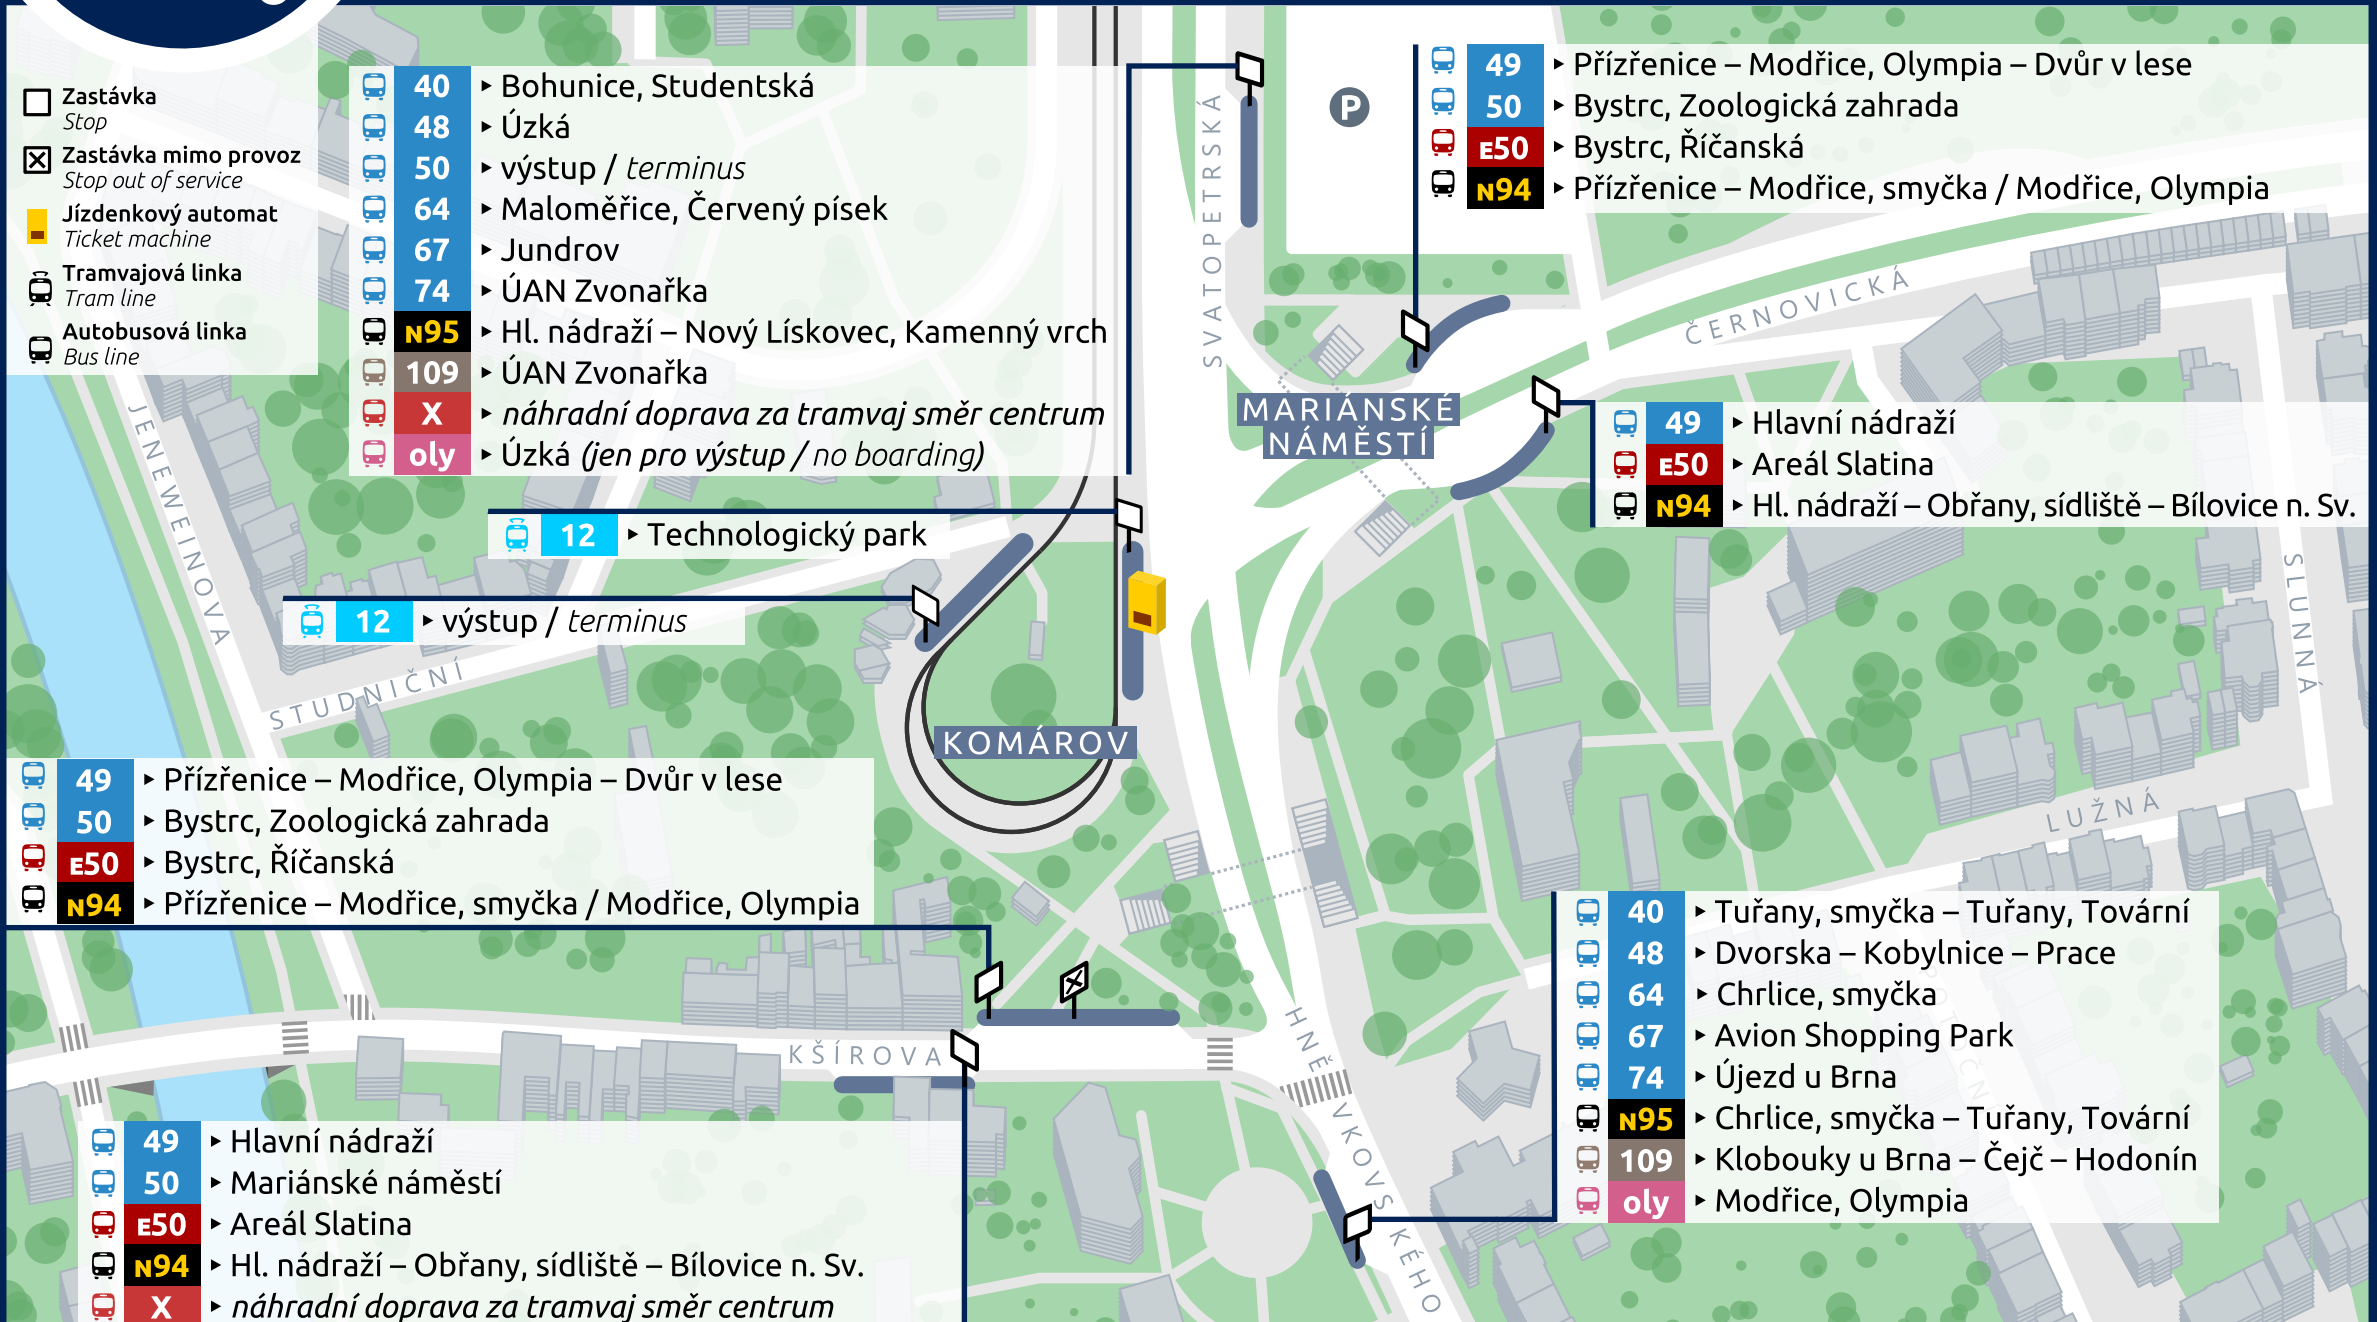 Zastávka
Stop
Zastávka mimo provoz
Stop out of service
Jízdenkový automat
Ticket machine
Tramvajová linka
Tram line
Autobusová linka
Bus line
40 ▸ Bohunice, Studentská
48 ▸ Úzká
50 ▸ výstup / terminus
64 ▸ Maloměřice, Červený písek
67 ▸ Jundrov
74 ▸ ÚAN Zvonařka
N95 ▸ Hl. nádraží – Nový Lískovec, Kamenný vrch
109 ▸ ÚAN Zvonařka
X ▸ náhradní doprava za tramvaj směr centrum
oly ▸ Úzká (jen pro výstup / no boarding)
P
49 ▸ Přízřenice – Modřice, Olympia – Dvůr v lese
50 ▸ Bystrc, Zoologická zahrada
E50 ▸ Bystrc, Říčanská
N94 ▸ Přízřenice – Modřice, smyčka / Modřice, Olympia
SVATOPETRSKÁ
ČERNOVICKÁ
MARIÁNSKÉ
NÁMĚSTÍ
49 ▸ Hlavní nádraží
E50 ▸ Areál Slatina
N94 ▸ Hl. nádraží – Obřany, sídliště – Bílovice n. Sv.
12 ▸ Technologický park
12 ▸ výstup / terminus
JENEWEINOVA
STUDNIČNÍ
SLUNNÁ
KOMÁROV
LUŽNÁ
49 ▸ Přízřenice – Modřice, Olympia – Dvůr v lese
50 ▸ Bystrc, Zoologická zahrada
E50 ▸ Bystrc, Říčanská
N94 ▸ Přízřenice – Modřice, smyčka / Modřice, Olympia
40 ▸ Tuřany, smyčka – Tuřany, Tovární
48 ▸ Dvorska – Kobylnice – Prace
64 ▸ Chrlice, smyčka
67 ▸ Avion Shopping Park
74 ▸ Újezd u Brna
N95 ▸ Chrlice, smyčka – Tuřany, Tovární
109 ▸ Klobouky u Brna – Čejč – Hodonín
oly ▸ Modřice, Olympia
KŠÍROVA
HNĚVKOVSKÉHO
49 ▸ Hlavní nádraží
50 ▸ Mariánské náměstí
E50 ▸ Areál Slatina
N94 ▸ Hl. nádraží – Obřany, sídliště – Bílovice n. Sv.
X ▸ náhradní doprava za tramvaj směr centrum